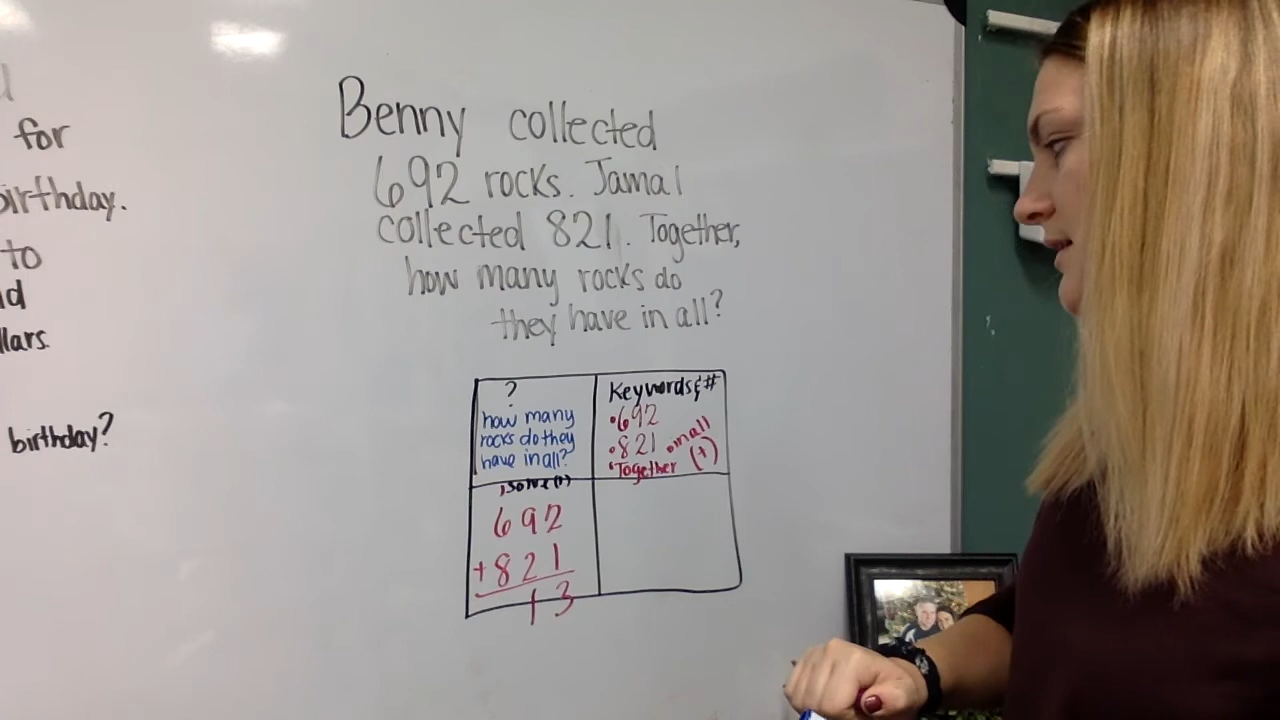 for
birthday.
to
birthday?
Benny collected
692 rocks. Jamal
collected 821. Together,
how many rocks do
they have in all?
?
how many
rocks do they
have in all?
Keywords & #
• 692
• 821 • in all
• Together (+)
Solve (+)
692
+ 821
13